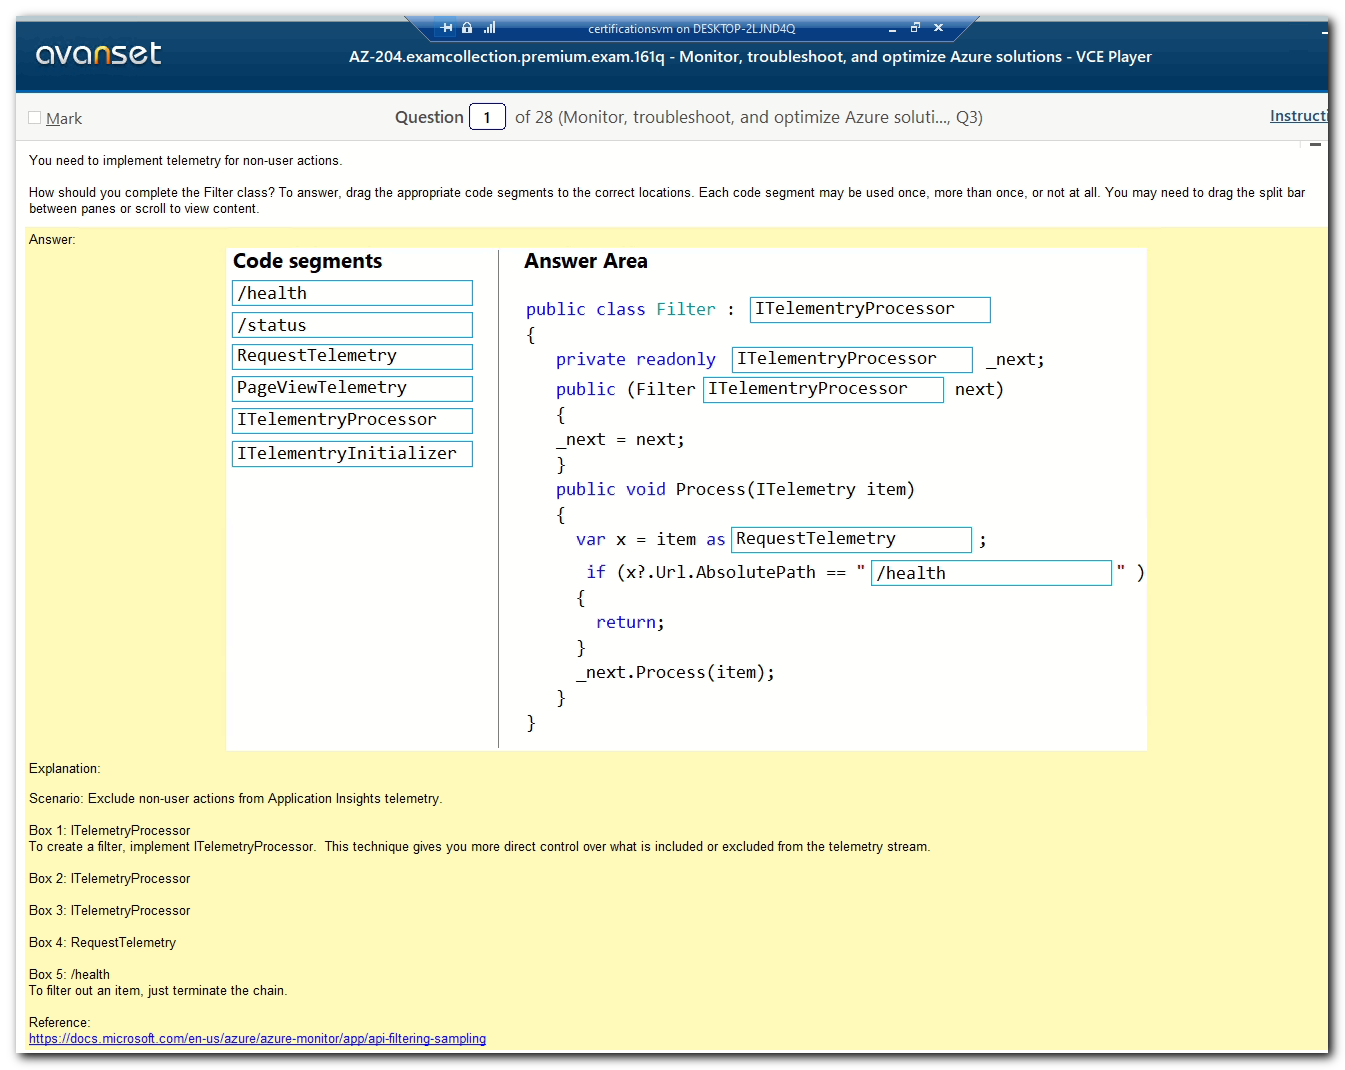 certificationsvm on DESKTOP-2LJND4Q
avanset
AZ-204.examcollection.premium.exam.161q - Monitor, troubleshoot, and optimize Azure solutions - VCE Player
Mark
Question 1 of 28 (Monitor, troubleshoot, and optimize Azure soluti..., Q3)
Instructi
You need to implement telemetry for non-user actions.
How should you complete the Filter class? To answer, drag the appropriate code segments to the correct locations. Each code segment may be used once, more than once, or not at all. You may need to drag the split bar
between panes or scroll to view content.
Answer:
Code segments
/health
/status
RequestTelemetry
PageViewTelemetry
ITelementryProcessor
ITelementryInitializer
Answer Area
public class Filter : ITelementryProcessor
{
private readonly ITelementryProcessor _next;
public (Filter ITelementryProcessor next)
{
_next = next;
}
public void Process(ITelemetry item)
{
var x = item as RequestTelemetry ;
if (x?.Url.AbsolutePath == " /health " )
{
return;
}
_next.Process(item);
}
}
Explanation:
Scenario: Exclude non-user actions from Application Insights telemetry.
Box 1: ITelemetryProcessor
To create a filter, implement ITelemetryProcessor. This technique gives you more direct control over what is included or excluded from the telemetry stream.
Box 2: ITelemetryProcessor
Box 3: ITelemetryProcessor
Box 4: RequestTelemetry
Box 5: /health
To filter out an item, just terminate the chain.
Reference:
https://docs.microsoft.com/en-us/azure/azure-monitor/app/api-filtering-sampling